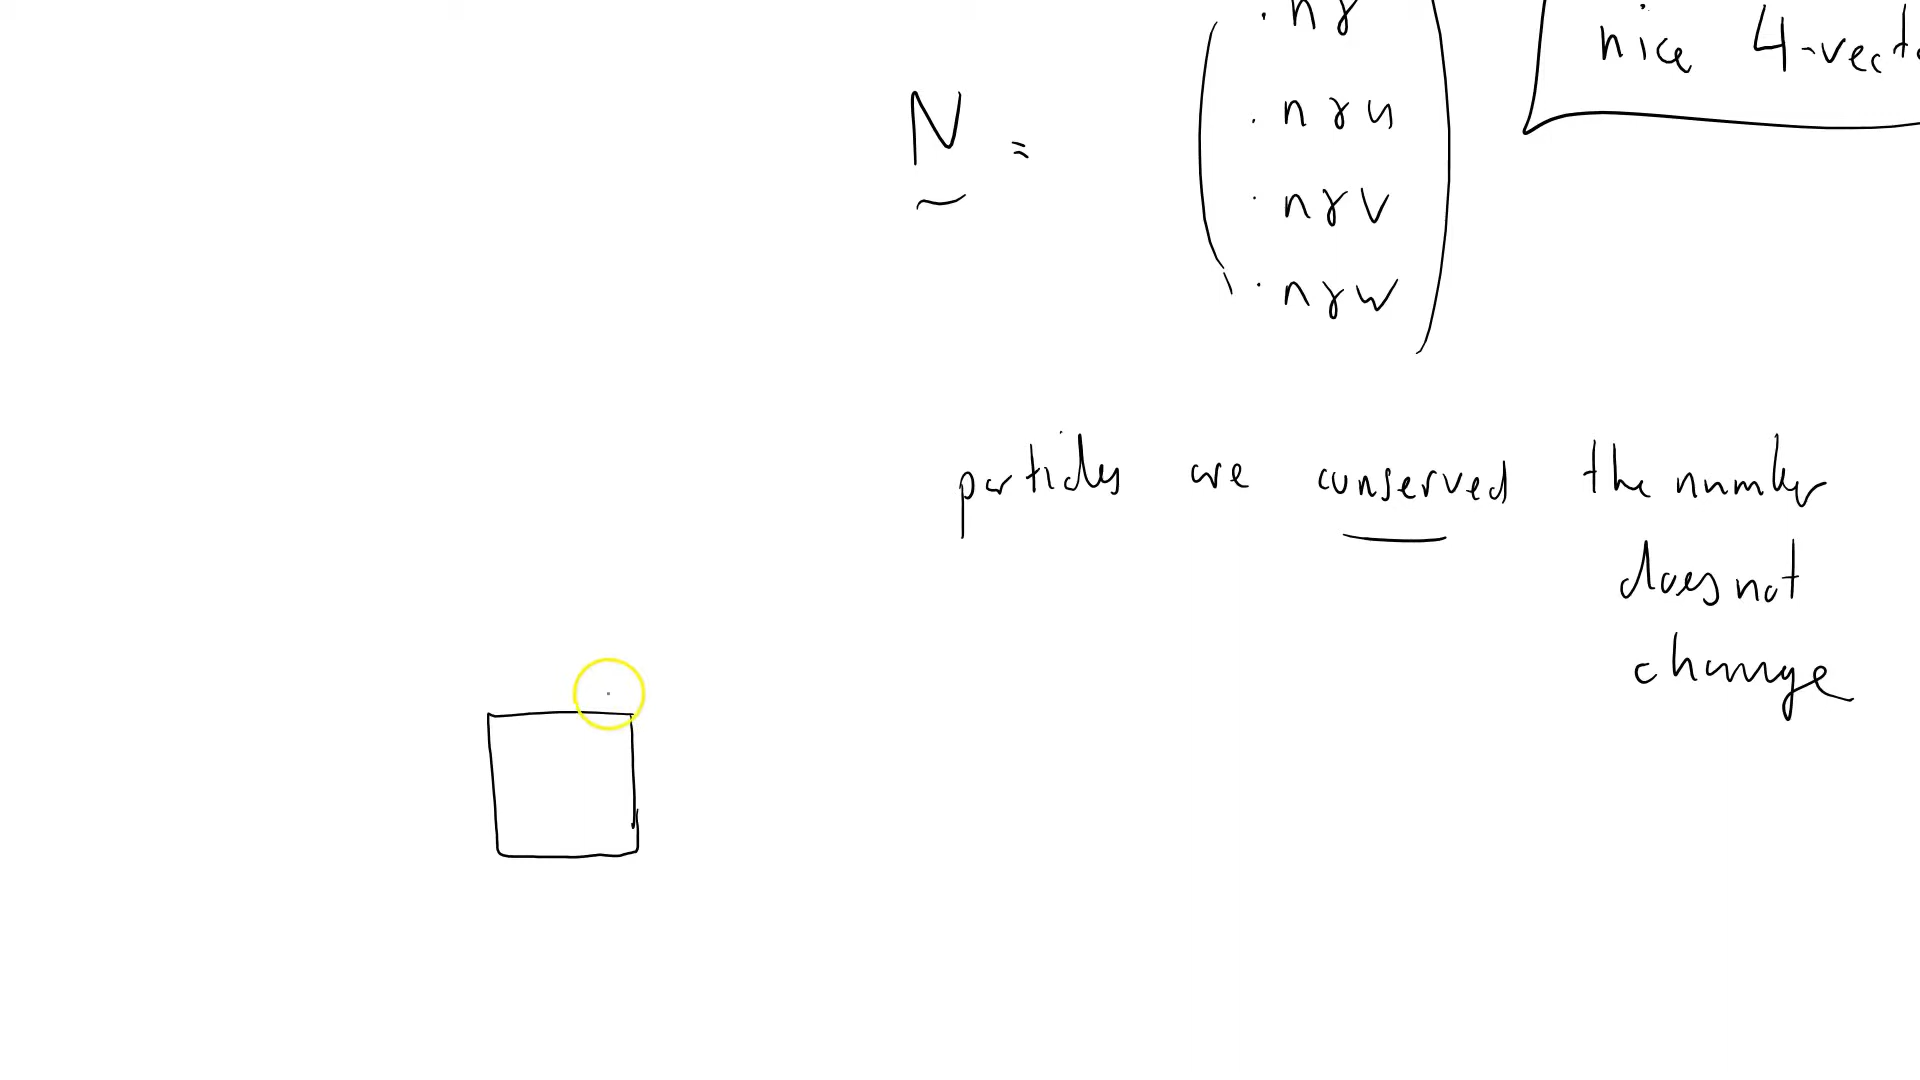 . nγ
N =
. nγu
. nγv
. nγw
nice 4-vect
particles are conserved the number
does not
change